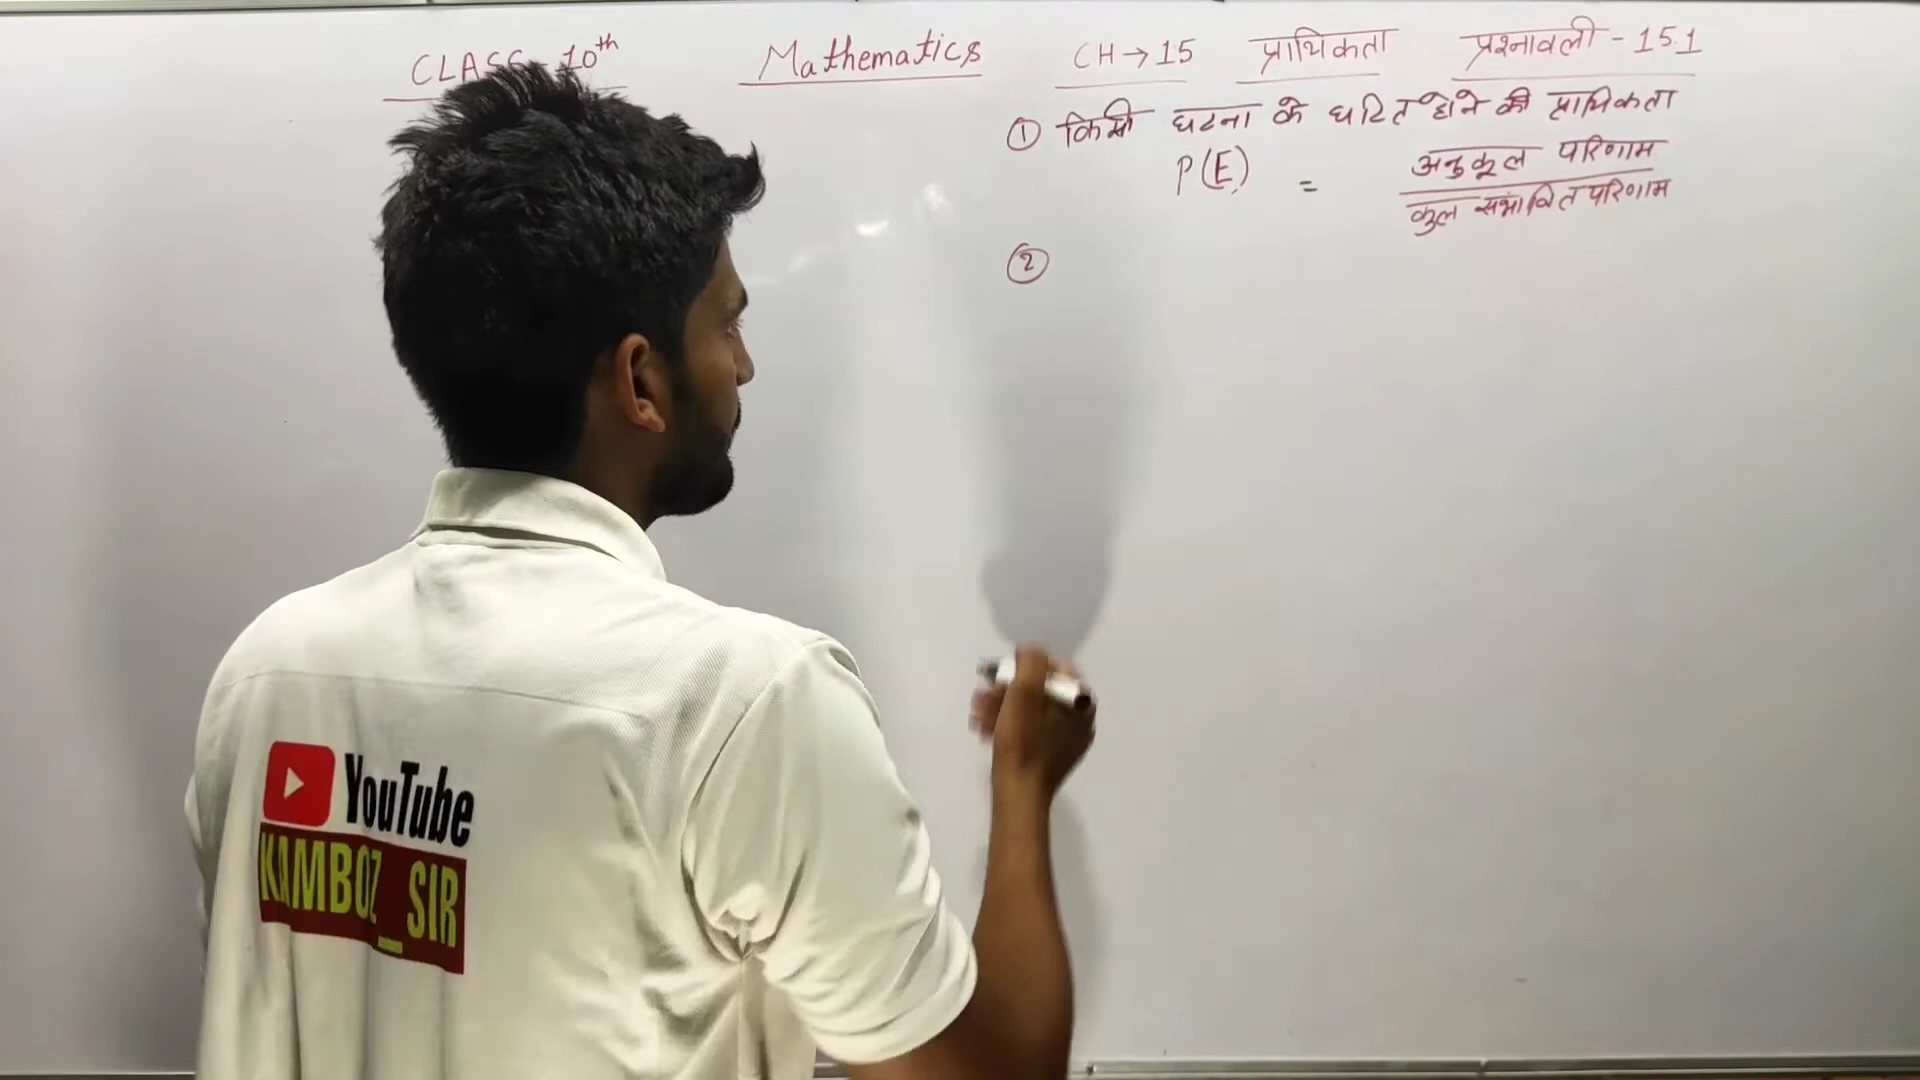 CLASS 10th Mathematics CH→15 प्रायिकता प्रश्नावली - 15.1
① किसी घटना के घटित होने की प्रायिकता
P(E) = अनुकूल परिणाम
कुल संभावित परिणाम
②
YouTube
KAMBOZ_SIR